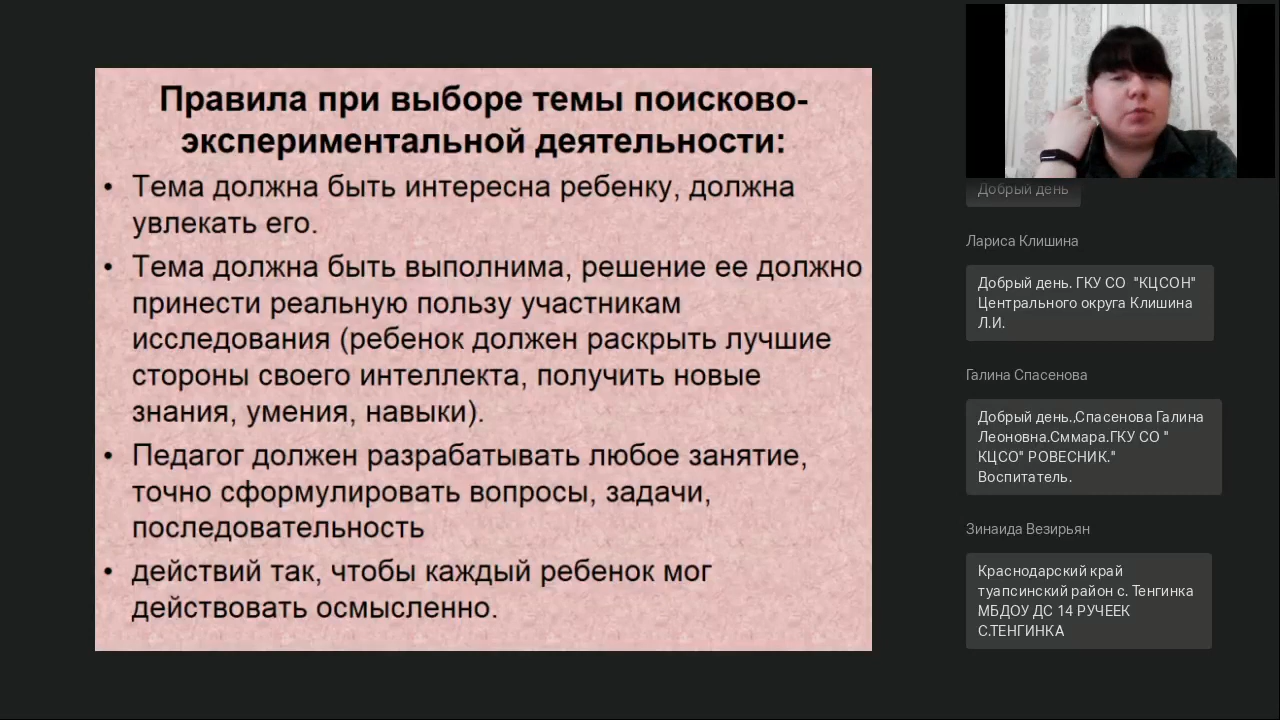 Правила при выборе темы поисково-
экспериментальной деятельности:
• Тема должна быть интересна ребенку, должна
увлекать его.
• Тема должна быть выполнима, решение ее должно
принести реальную пользу участникам
исследования (ребенок должен раскрыть лучшие
стороны своего интеллекта, получить новые
знания, умения, навыки).
• Педагог должен разрабатывать любое занятие,
точно сформулировать вопросы, задачи,
последовательность
• действий так, чтобы каждый ребенок мог
действовать осмысленно.
Добрый день
Лариса Клишина
Добрый день. ГКУ СО "КЦСОН"
Центрального округа Клишина
Л.И.
Галина Спасенова
Добрый день.,Спасенова Галина
Леоновна.Сммара.ГКУ СО "
КЦСО" РОВЕСНИК."
Воспитатель.
Зинаида Везирьян
Краснодарский край
туапсинский район с. Тенгинка
МБДОУ ДС 14 РУЧЕЕК
С.ТЕНГИНКА